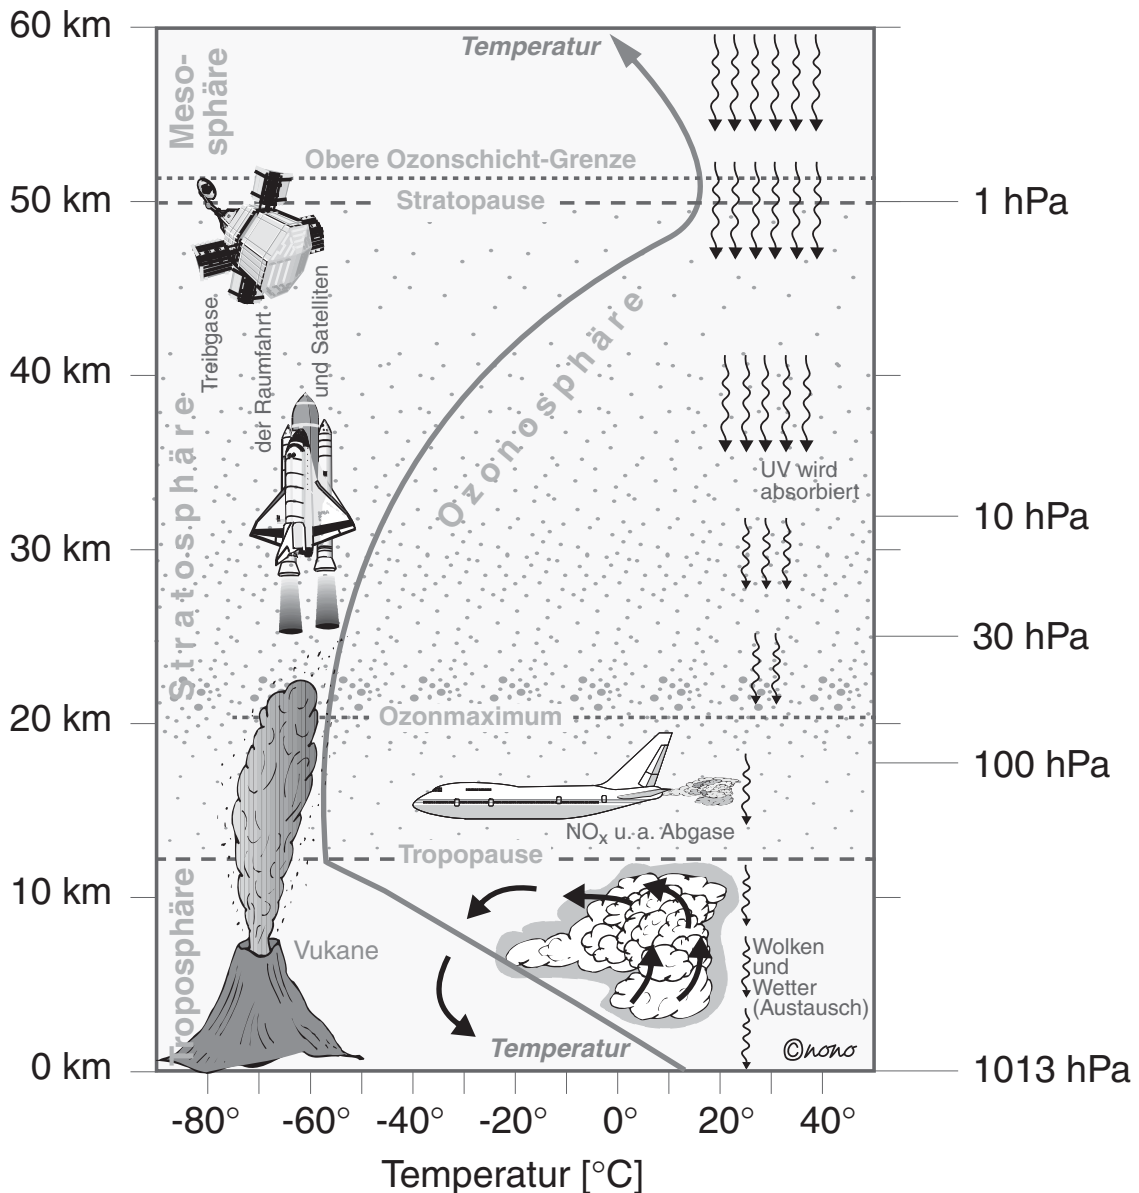 60 km
Temperatur
Meso-
sphäre
Obere Ozonschicht-Grenze
50 km
Stratopause
1 hPa
Treibgase
der Raumfahrt
und Satelliten
Ozonosphäre
40 km
Stratosphäre
UV wird
absorbiert
10 hPa
30 km
30 hPa
20 km
Ozonmaximum
100 hPa
NOx u. a. Abgase
Tropopause
10 km
Troposphäre
Vukane
Wolken
und
Wetter
(Austausch)
Temperatur
©nono
0 km
1013 hPa
-80° -60° -40° -20° 0° 20° 40°
Temperatur [°C]